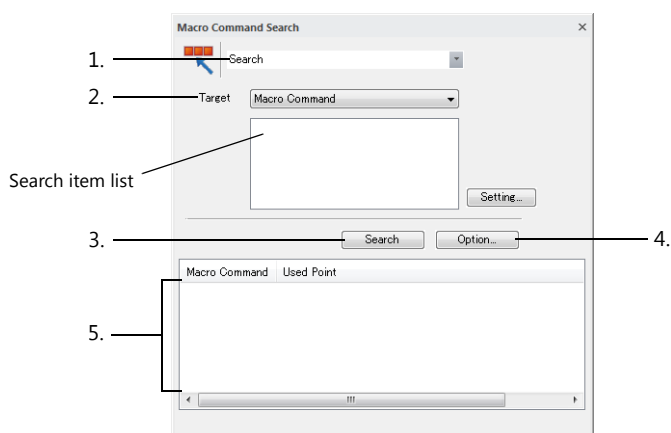 Macro Command Search
1.
Search
2.
Target
Macro Command
Search item list
Setting...
3.
Search
Option...
4.
Macro Command Used Point
5.